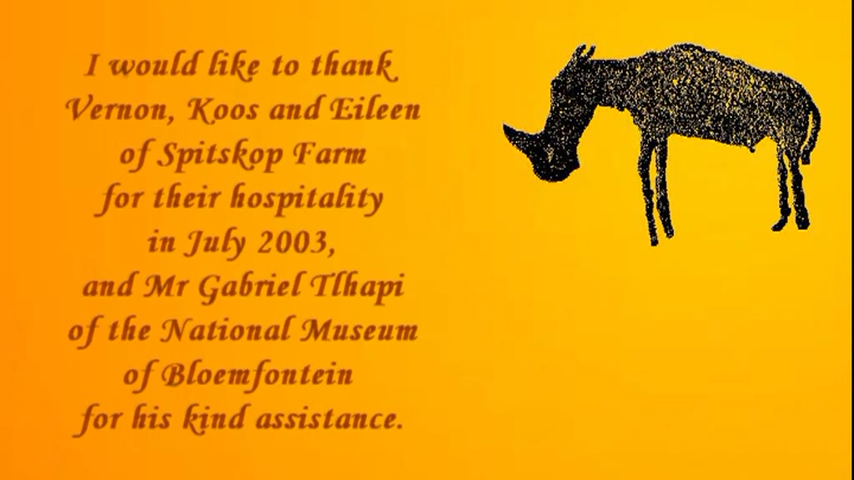 I would like to thank
Vernon, Koos and Eileen
of Spitskop Farm
for their hospitality
in July 2003,
and Mr Gabriel Tlhapi
of the National Museum
of Bloemfontein
for his kind assistance.